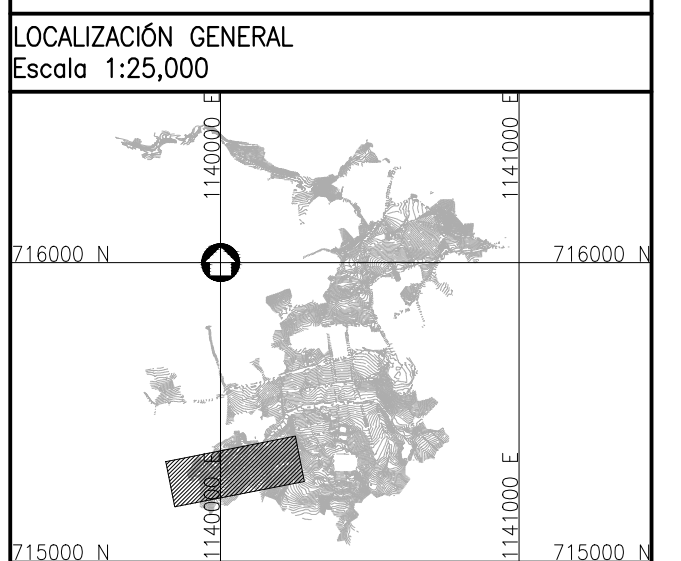 LOCALIZACIÓN GENERAL
Escala 1:25,000
1140000 E
1141000 E
716000 N
716000 N
1140000 E
1141000 E
715000 N
715000 N